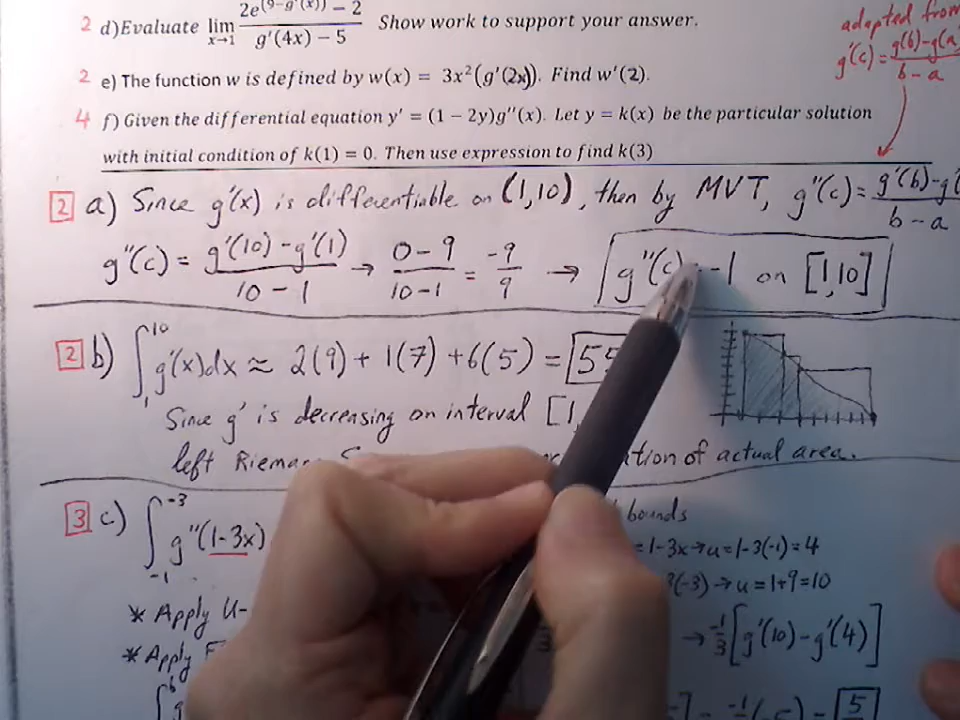 2 d)Evaluate lim x→1 2e^(9−g'(x)) − 2 / g'(4x) − 5 Show work to support your answer.
adapted from
g'(c) = g(b)-g(a) / b-a
2 e) The function w is defined by w(x) = 3x²(g'(2x)). Find w'(2).
4 f) Given the differential equation y' = (1 − 2y)g''(x). Let y = k(x) be the particular solution
with initial condition of k(1) = 0. Then use expression to find k(3)
2 a) Since g'(x) is differentiable on (1,10), then by MVT, g''(c) = g'(b)-g' / b-a
g''(c) = g'(10) - g'(1) / 10 - 1 → 0-9 / 10-1 = -9 / 9 → g''(c) = -1 on [1,10]
2 b) ∫₁¹⁰ g'(x)dx ≈ 2(9) + 1(7) + 6(5) = 55
Since g' is decreasing on interval [1,
left of actual area.
3 c) ∫₋₁⁻³ g''(1-3x)
bounds
= 1-3x → u = 1-3(-1) = 4
(-3) → u = 1+9 = 10
* Apply U-
→ -1/3 [g'(10) - g'(4)]
* Apply